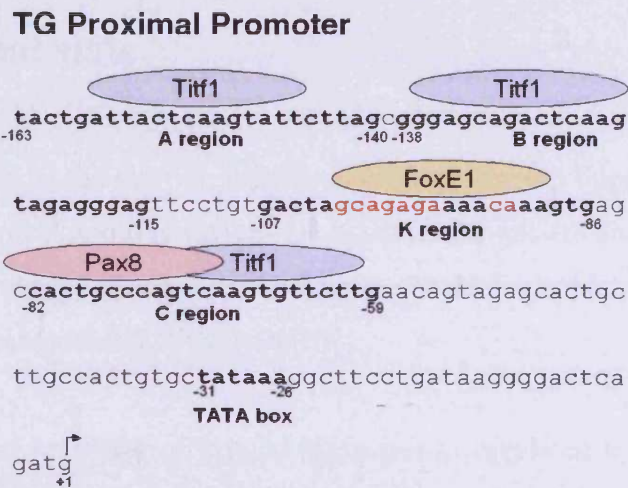 TG Proximal Promoter
Titf1 Titf1
tactgattactcaagtattcttagcgggagcagactcaag
-163 A region -140 -138 B region
FoxE1
tagagggagttcctgtgactagcagagaaaacaaagtgag
-115 -107 K region -86
Pax8 Titf1
ccactgcccagtcaagtgttcttgaacagtagagcactgc
-82 C region -59
ttgccactgtgctataaaggcttcctgataaggggactca
-31 -26
TATA box
gatg
+1